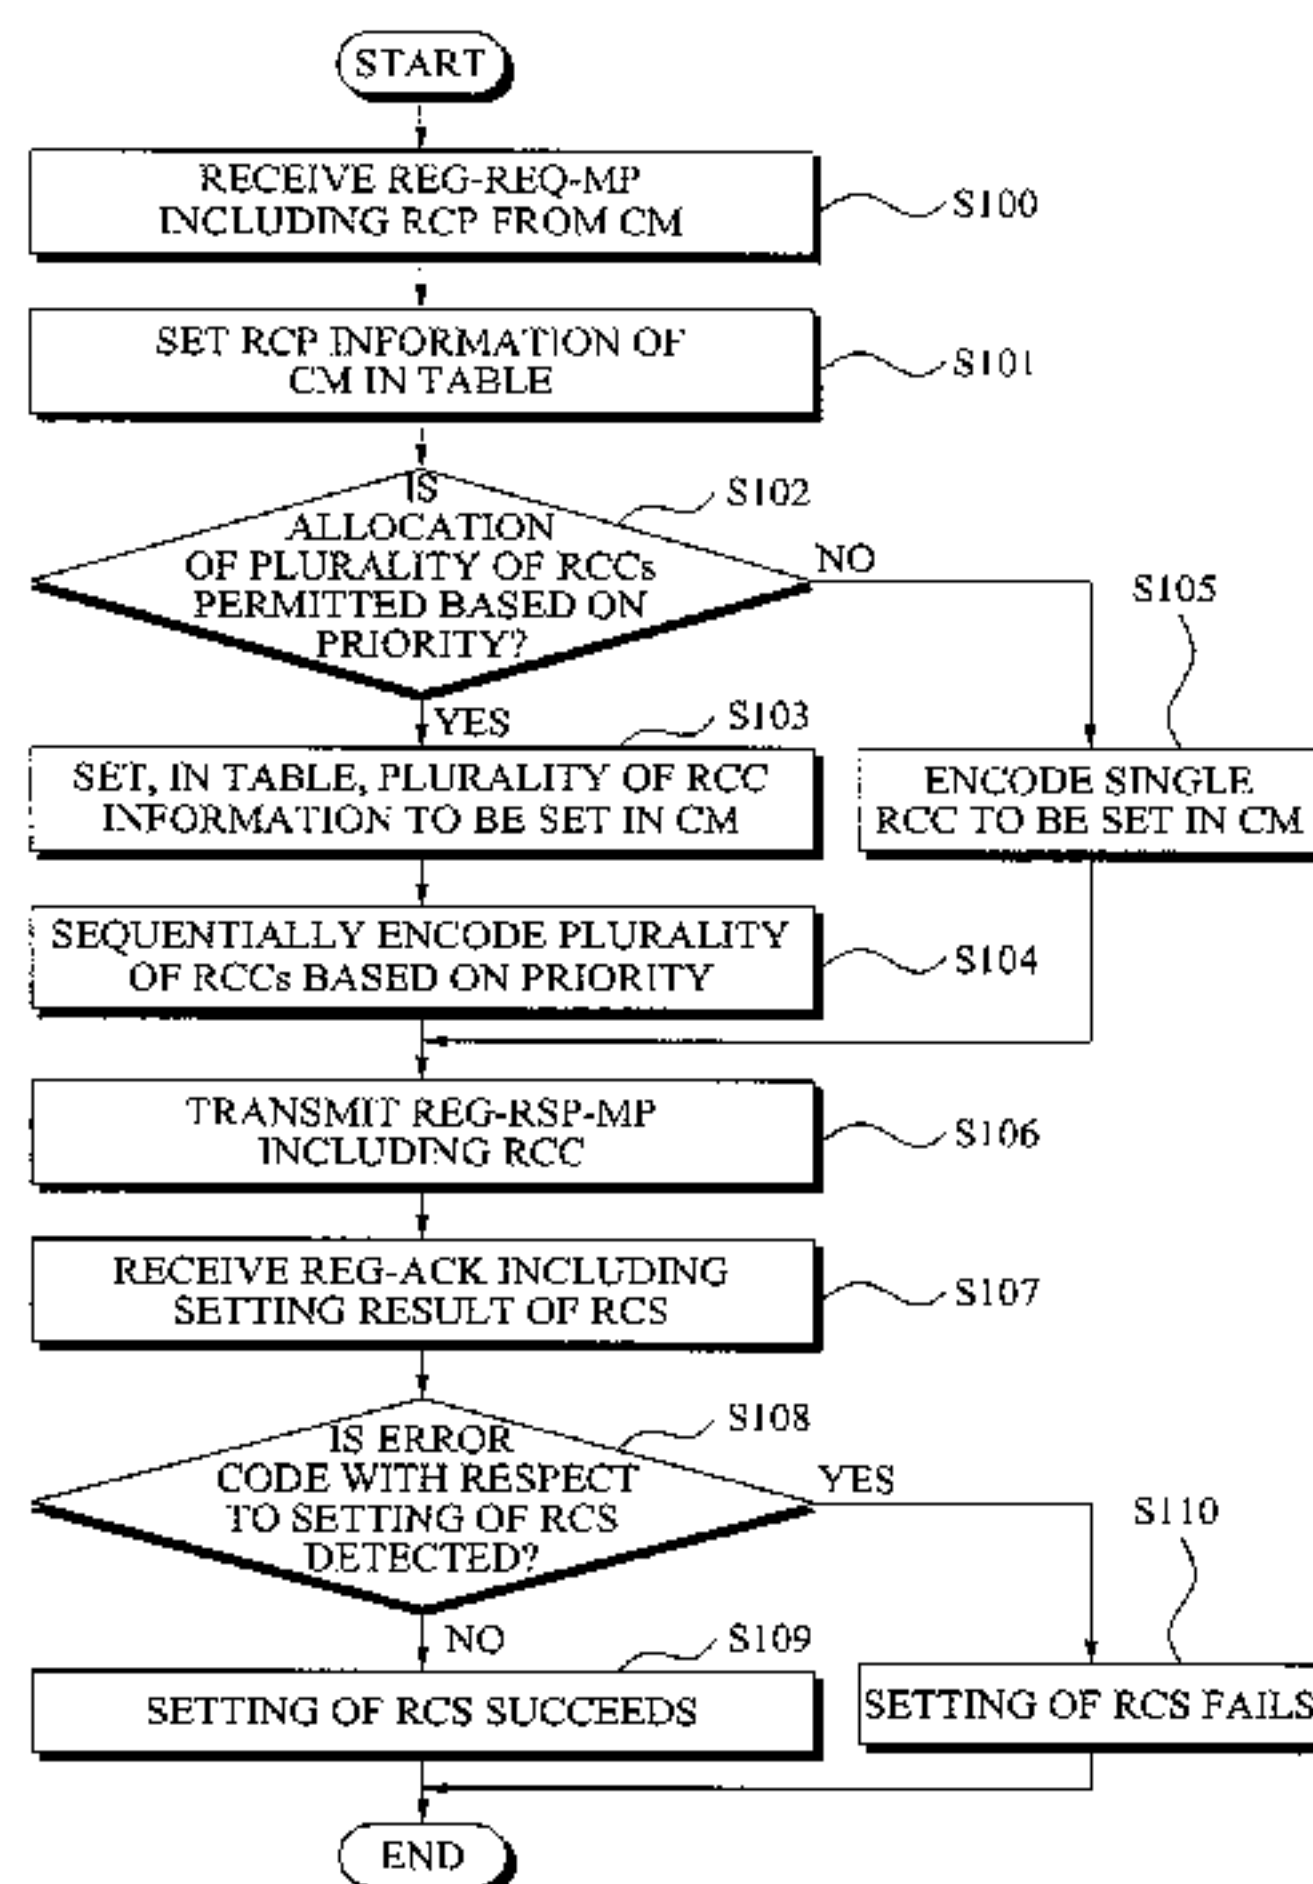 START
RECEIVE REG-REQ-MP
INCLUDING RCP FROM CM
S100
SET RCP INFORMATION OF
CM IN TABLE
S101
IS
ALLOCATION
OF PLURALITY OF RCCs
PERMITTED BASED ON
PRIORITY?
S102
NO
S105
YES
S103
SET, IN TABLE, PLURALITY OF RCC
INFORMATION TO BE SET IN CM
ENCODE SINGLE
RCC TO BE SET IN CM
SEQUENTIALLY ENCODE PLURALITY
OF RCCs BASED ON PRIORITY
S104
TRANSMIT REG-RSP-MP
INCLUDING RCC
S106
RECEIVE REG-ACK INCLUDING
SETTING RESULT OF RCS
S107
IS ERROR
CODE WITH RESPECT
TO SETTING OF RCS
DETECTED?
S108
YES
S110
NO
S109
SETTING OF RCS SUCCEEDS
SETTING OF RCS FAILS
END